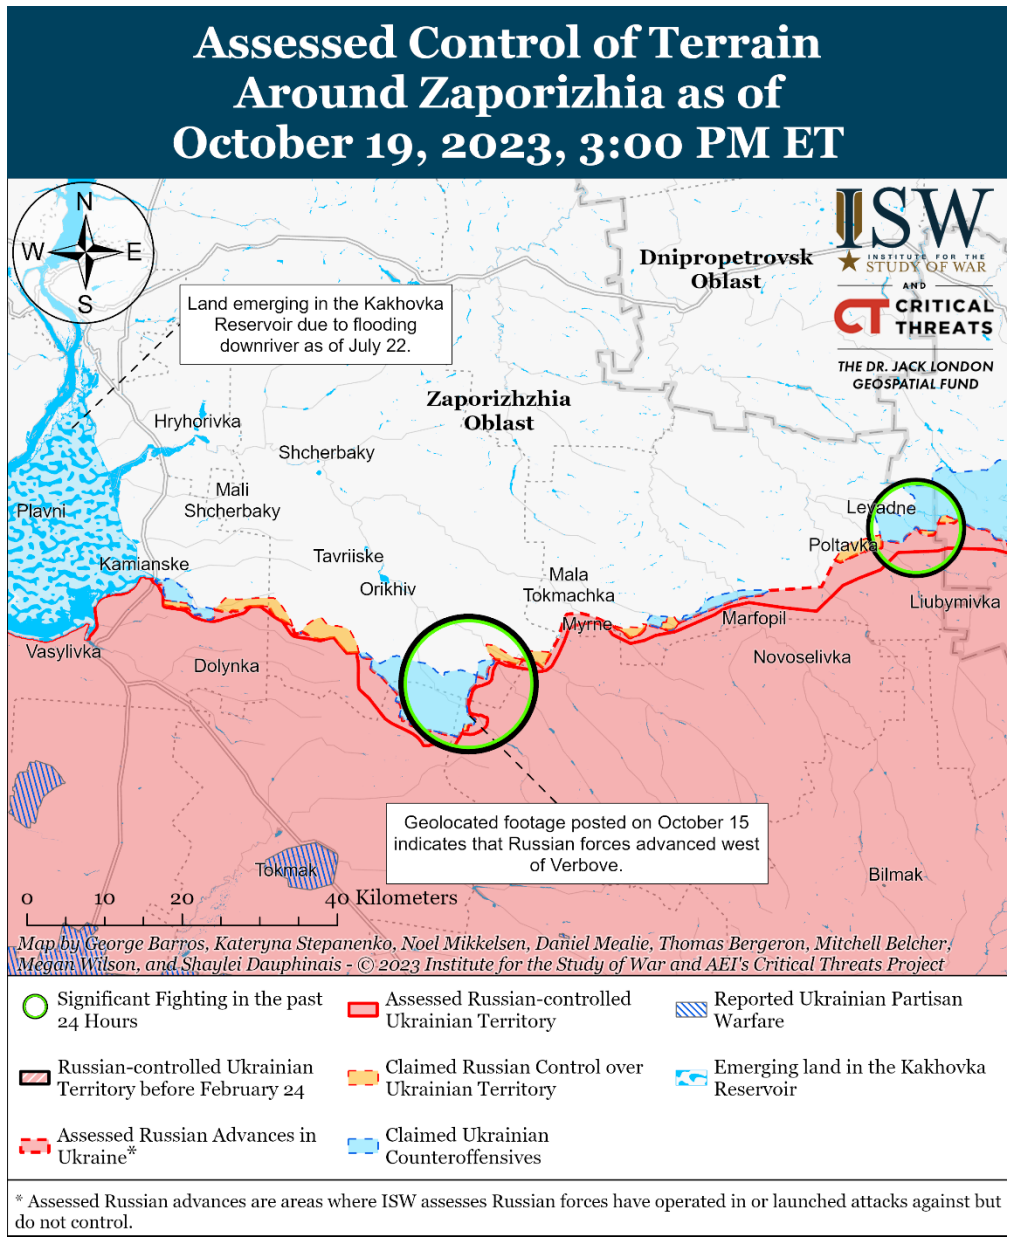 Assessed Control of Terrain
Around Zaporizhia as of
October 19, 2023, 3:00 PM ET
N
W
E
S
ISW
INSTITUTE FOR THE
STUDY OF WAR
AND
CT CRITICAL
THREATS
THE DR. JACK LONDON
GEOSPATIAL FUND
Dnipropetrovsk
Oblast
Land emerging in the Kakhovka
Reservoir due to flooding
downriver as of July 22.
Zaporizhzhia
Oblast
Hryhorivka
Shcherbaky
Mali
Shcherbaky
Plavni
Levadne
Poltavka
Tavriiske
Kamianske
Orikhiv
Mala
Tokmachka
Liubymivka
Marfopil
Myrne
Vasylivka
Dolynka
Novoselivka
Geolocated footage posted on October 15
indicates that Russian forces advanced west
of Verbove.
Tokmak
Bilmak
0 10 20 40 Kilometers
Map by George Barros, Kateryna Stepanenko, Noel Mikkelsen, Daniel Mealie, Thomas Bergeron, Mitchell Belcher,
Megan Wilson, and Shaylei Dauphinais - © 2023 Institute for the Study of War and AEI's Critical Threats Project
Significant Fighting in the past
24 Hours
Russian-controlled Ukrainian
Territory before February 24
Assessed Russian Advances in
Ukraine*
Assessed Russian-controlled
Ukrainian Territory
Claimed Russian Control over
Ukrainian Territory
Claimed Ukrainian
Counteroffensives
Reported Ukrainian Partisan
Warfare
Emerging land in the Kakhovka
Reservoir
* Assessed Russian advances are areas where ISW assesses Russian forces have operated in or launched attacks against but
do not control.